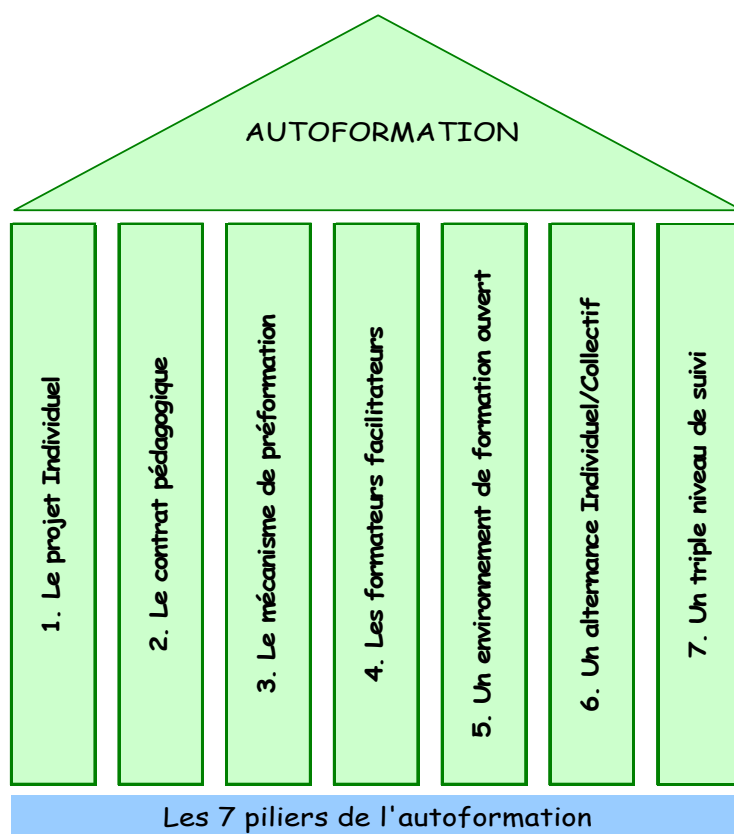 AUTOFORMATION
1. Le projet Individuel
2. Le contrat pédagogique
3. Le mécanisme de préformation
4. Les formateurs facilitateurs
5. Un environnement de formation ouvert
6. Un alternance Individuel/Collectif
7. Un triple niveau de suivi
Les 7 piliers de l'autoformation